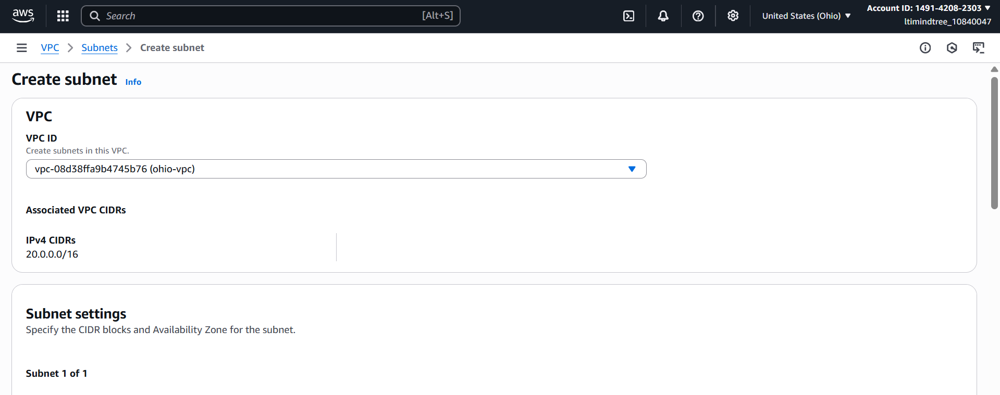 aws
Search [Alt+S]
United States (Ohio)
Account ID: 1491-4208-2303
ltimindtree_10840047
VPC
Subnets
Create subnet
Create subnet Info
VPC
VPC ID
Create subnets in this VPC.
vpc-08d38ffa9b4745b76 (ohio-vpc)
Associated VPC CIDRs
IPv4 CIDRs
20.0.0.0/16
Subnet settings
Specify the CIDR blocks and Availability Zone for the subnet.
Subnet 1 of 1